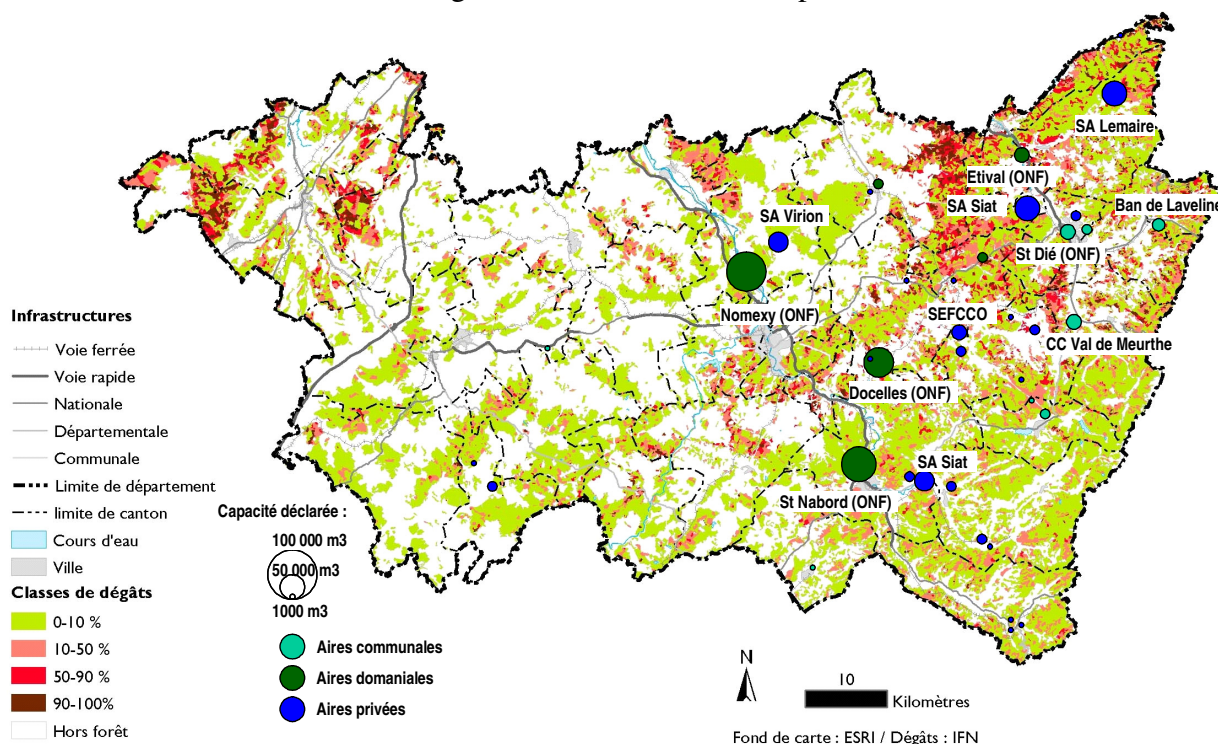 SA Lemaire
Etival (ONF)
SA Siat
Ban de Laveline
SA Virion
St Dié (ONF)
Nomexy (ONF)
SEFCCO
CC Val de Meurthe
Docelles (ONF)
SA Siat
St Nabord (ONF)
Infrastructures
Voie ferrée
Voie rapide
Nationale
Départementale
Communale
Limite de département
limite de canton
Cours d'eau
Ville
Classes de dégâts
0-10 %
10-50 %
50-90 %
90-100%
Hors forêt
Capacité déclarée :
100 000 m3
50 000 m3
1000 m3
Aires communales
Aires domaniales
Aires privées
N
10
Kilomètres
Fond de carte : ESRI / Dégâts : IFN